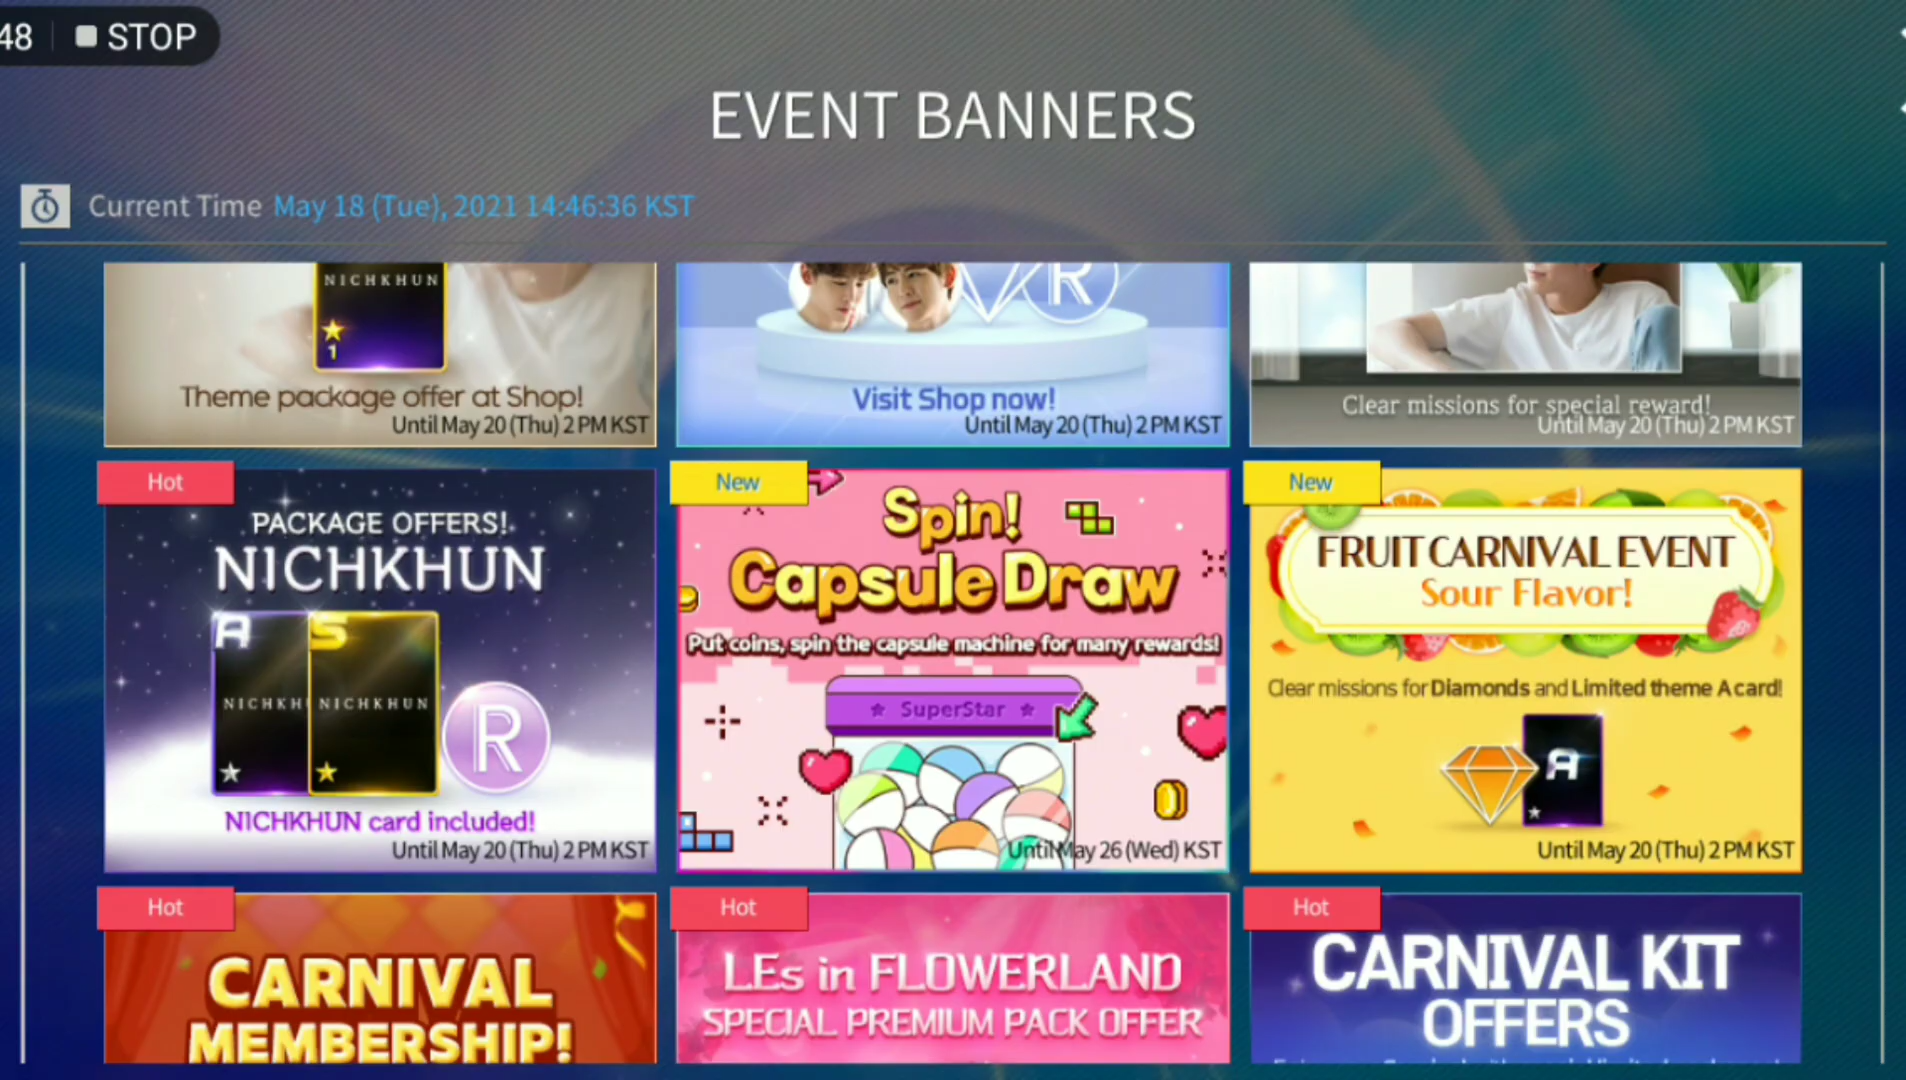 48
STOP
EVENT BANNERS
Current Time May 18 (Tue), 2021 14:46:36 KST
NICHKHUN
1
Theme package offer at Shop!
Until May 20 (Thu) 2 PM KST
R
Visit Shop now!
Until May 20 (Thu) 2 PM KST
Clear missions for special reward!
Until May 20 (Thu) 2 PM KST
Hot
PACKAGE OFFERS!
NICHKHUN
A
S
NICHKH
NICHKHUN
R
NICHKHUN card included!
Until May 20 (Thu) 2 PM KST
New
Spin!
Capsule Draw
Put coins, spin the capsule machine for many rewards!
SuperStar
Until May 26 (Wed) KST
New
FRUIT CARNIVAL EVENT
Sour Flavor!
Clear missions for Diamonds and Limited theme A card!
A
Until May 20 (Thu) 2 PM KST
Hot
CARNIVAL
MEMBERSHIP!
Hot
LEs in FLOWERLAND
SPECIAL PREMIUM PACK OFFER
Hot
CARNIVAL KIT
OFFERS